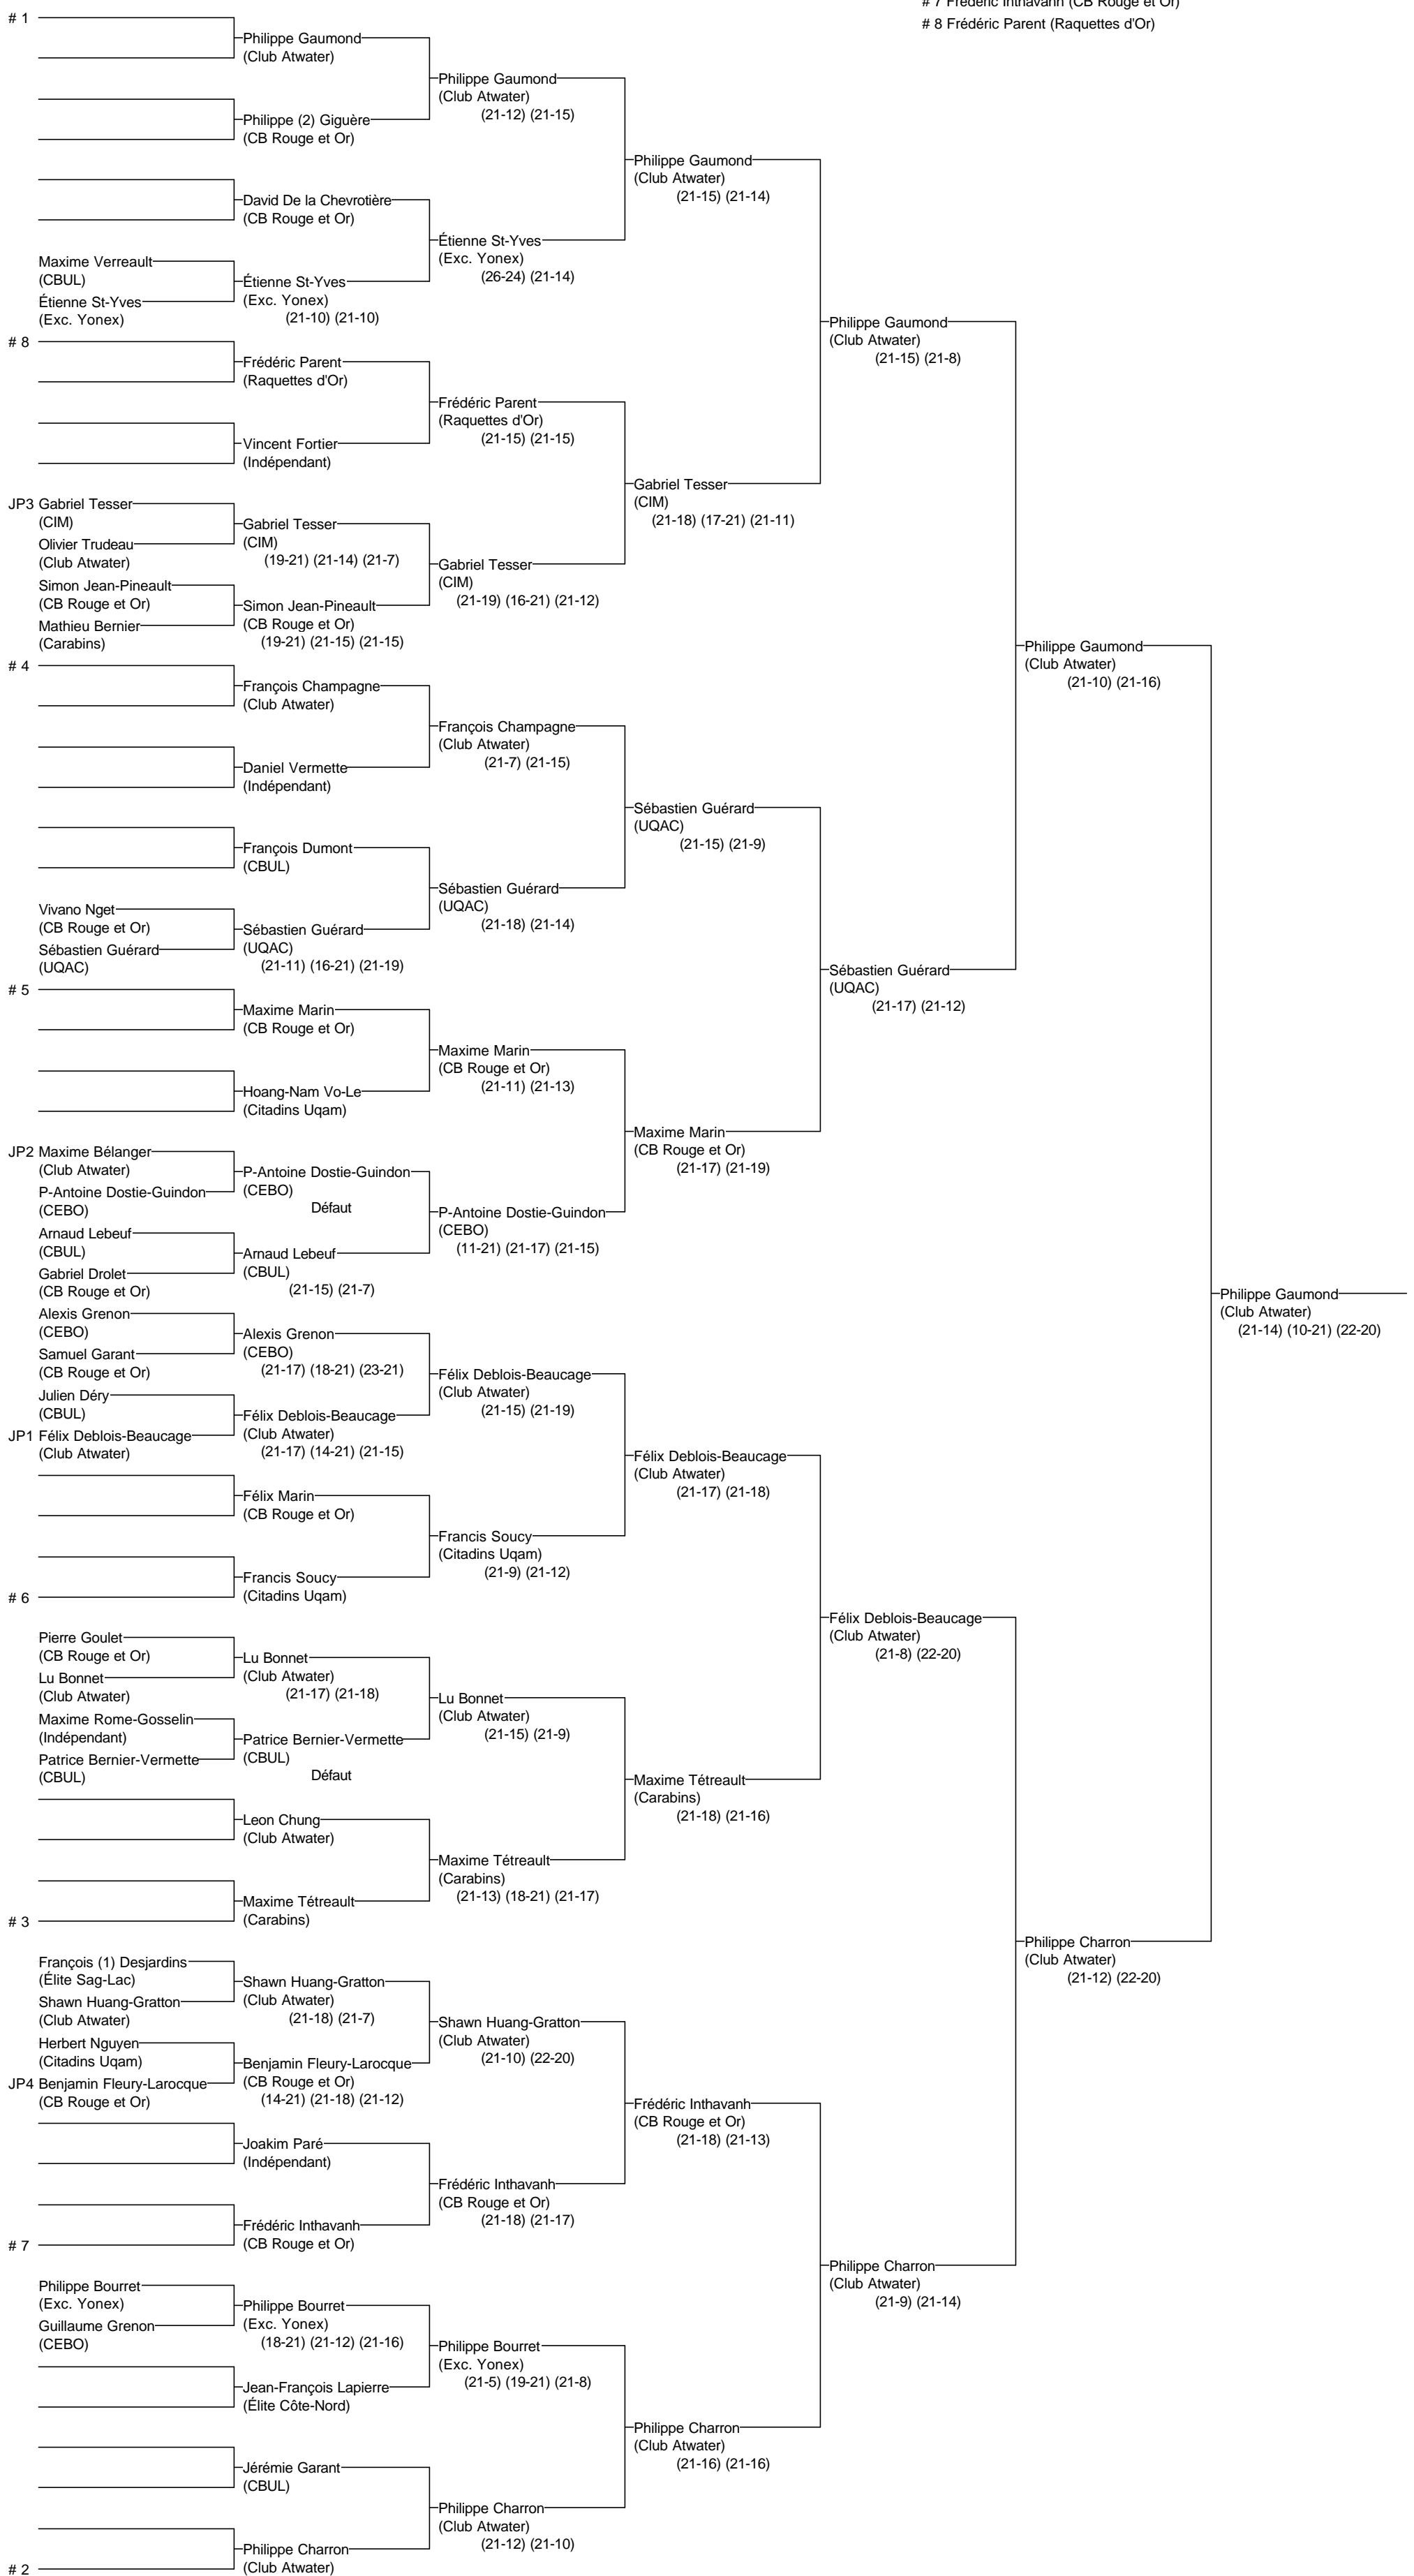 # 7 Frédéric Inthavanh (CB Rouge et Or)
# 8 Frédéric Parent (Raquettes d'Or)
# 1
Philippe Gaumond
(Club Atwater)
Philippe (2) Giguère
(CB Rouge et Or)
David De la Chevrotière
(CB Rouge et Or)
Maxime Verreault
(CBUL)
Étienne St-Yves
(Exc. Yonex)
Étienne St-Yves
(Exc. Yonex)
(21-10) (21-10)
# 8
Frédéric Parent
(Raquettes d'Or)
Vincent Fortier
(Indépendant)
JP3 Gabriel Tesser
(CIM)
Olivier Trudeau
(Club Atwater)
Gabriel Tesser
(CIM)
(19-21) (21-14) (21-7)
Simon Jean-Pineault
(CB Rouge et Or)
Mathieu Bernier
(Carabins)
Simon Jean-Pineault
(CB Rouge et Or)
(19-21) (21-15) (21-15)
# 4
François Champagne
(Club Atwater)
Daniel Vermette
(Indépendant)
François Dumont
(CBUL)
Vivano Nget
(CB Rouge et Or)
Sébastien Guérard
(UQAC)
Sébastien Guérard
(UQAC)
(21-11) (16-21) (21-19)
# 5
Maxime Marin
(CB Rouge et Or)
Hoang-Nam Vo-Le
(Citadins Uqam)
JP2 Maxime Bélanger
(Club Atwater)
P-Antoine Dostie-Guindon
(CEBO)
P-Antoine Dostie-Guindon
(CEBO)
Défaut
Arnaud Lebeuf
(CBUL)
Gabriel Drolet
(CB Rouge et Or)
Arnaud Lebeuf
(CBUL)
(21-15) (21-7)
Alexis Grenon
(CEBO)
Samuel Garant
(CB Rouge et Or)
Alexis Grenon
(CEBO)
(21-17) (18-21) (23-21)
Julien Déry
(CBUL)
JP1 Félix Deblois-Beaucage
(Club Atwater)
Félix Deblois-Beaucage
(Club Atwater)
(21-17) (14-21) (21-15)
Félix Marin
(CB Rouge et Or)
Francis Soucy
(Citadins Uqam)
# 6
Pierre Goulet
(CB Rouge et Or)
Lu Bonnet
(Club Atwater)
Lu Bonnet
(Club Atwater)
(21-17) (21-18)
Maxime Rome-Gosselin
(Indépendant)
Patrice Bernier-Vermette
(CBUL)
Patrice Bernier-Vermette
(CBUL)
Défaut
Leon Chung
(Club Atwater)
Maxime Tétreault
(Carabins)
# 3
François (1) Desjardins
(Élite Sag-Lac)
Shawn Huang-Gratton
(Club Atwater)
Shawn Huang-Gratton
(Club Atwater)
(21-18) (21-7)
Herbert Nguyen
(Citadins Uqam)
JP4 Benjamin Fleury-Larocque
(CB Rouge et Or)
Benjamin Fleury-Larocque
(CB Rouge et Or)
(14-21) (21-18) (21-12)
Joakim Paré
(Indépendant)
Frédéric Inthavanh
(CB Rouge et Or)
# 7
Philippe Bourret
(Exc. Yonex)
Guillaume Grenon
(CEBO)
Philippe Bourret
(Exc. Yonex)
(18-21) (21-12) (21-16)
Jean-François Lapierre
(Élite Côte-Nord)
Jérémie Garant
(CBUL)
Philippe Charron
(Club Atwater)
# 2
Philippe Gaumond
(Club Atwater)
(21-12) (21-15)
Étienne St-Yves
(Exc. Yonex)
(26-24) (21-14)
Frédéric Parent
(Raquettes d'Or)
(21-15) (21-15)
Gabriel Tesser
(CIM)
(21-19) (16-21) (21-12)
François Champagne
(Club Atwater)
(21-7) (21-15)
Sébastien Guérard
(UQAC)
(21-18) (21-14)
Maxime Marin
(CB Rouge et Or)
(21-11) (21-13)
P-Antoine Dostie-Guindon
(CEBO)
(11-21) (21-17) (21-15)
Félix Deblois-Beaucage
(Club Atwater)
(21-15) (21-19)
Francis Soucy
(Citadins Uqam)
(21-9) (21-12)
Lu Bonnet
(Club Atwater)
(21-15) (21-9)
Maxime Tétreault
(Carabins)
(21-13) (18-21) (21-17)
Shawn Huang-Gratton
(Club Atwater)
(21-10) (22-20)
Frédéric Inthavanh
(CB Rouge et Or)
(21-18) (21-17)
Philippe Bourret
(Exc. Yonex)
(21-5) (19-21) (21-8)
Philippe Charron
(Club Atwater)
(21-12) (21-10)
Philippe Gaumond
(Club Atwater)
(21-15) (21-14)
Gabriel Tesser
(CIM)
(21-18) (17-21) (21-11)
Sébastien Guérard
(UQAC)
(21-15) (21-9)
Maxime Marin
(CB Rouge et Or)
(21-17) (21-19)
Félix Deblois-Beaucage
(Club Atwater)
(21-17) (21-18)
Maxime Tétreault
(Carabins)
(21-18) (21-16)
Frédéric Inthavanh
(CB Rouge et Or)
(21-18) (21-13)
Philippe Charron
(Club Atwater)
(21-16) (21-16)
Philippe Gaumond
(Club Atwater)
(21-15) (21-8)
Sébastien Guérard
(UQAC)
(21-17) (21-12)
Félix Deblois-Beaucage
(Club Atwater)
(21-8) (22-20)
Philippe Charron
(Club Atwater)
(21-9) (21-14)
Philippe Gaumond
(Club Atwater)
(21-10) (21-16)
Philippe Charron
(Club Atwater)
(21-12) (22-20)
Philippe Gaumond
(Club Atwater)
(21-14) (10-21) (22-20)